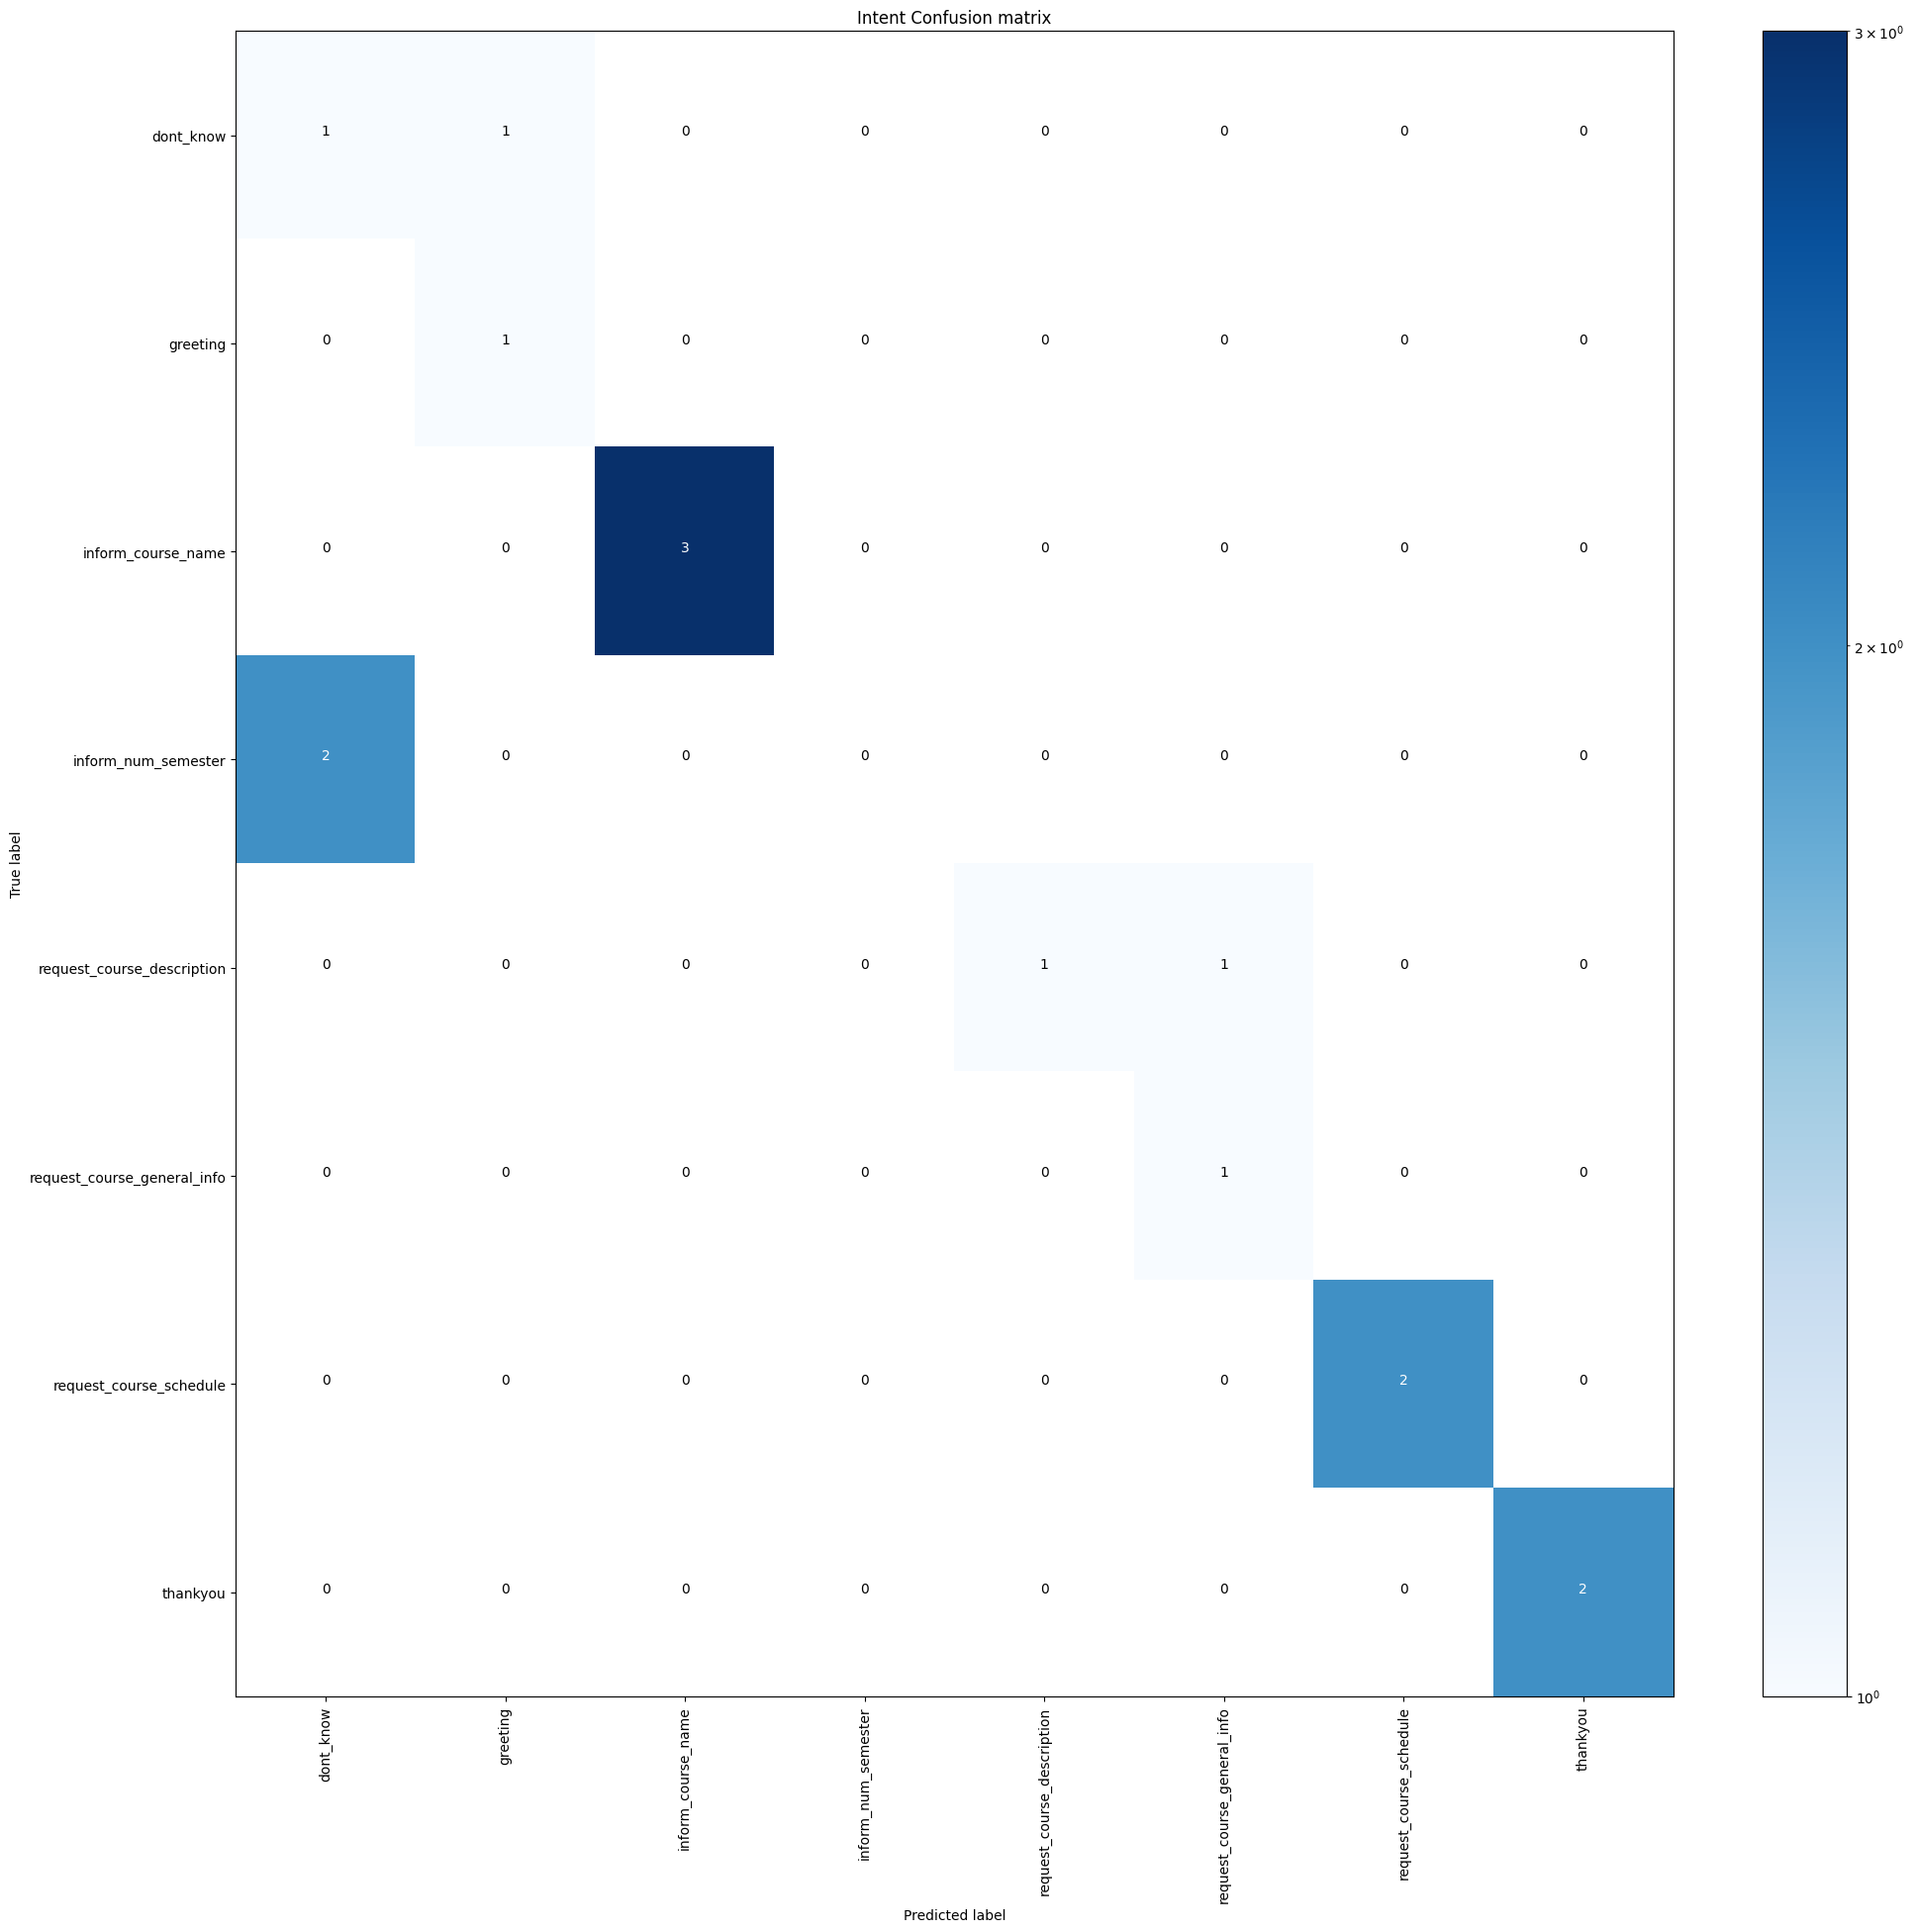 Intent Confusion matrix
True label
dont_know 1 1 0 0 0 0 0 0
greeting 0 1 0 0 0 0 0 0
inform_course_name 0 0 3 0 0 0 0 0
inform_num_semester 2 0 0 0 0 0 0 0
request_course_description 0 0 0 0 1 1 0 0
request_course_general_info 0 0 0 0 0 1 0 0
request_course_schedule 0 0 0 0 0 0 2 0
thankyou 0 0 0 0 0 0 0 2
dont_know
greeting
inform_course_name
inform_num_semester
request_course_description
request_course_general_info
request_course_schedule
thankyou
Predicted label
3 × 10⁰
2 × 10⁰
10⁰